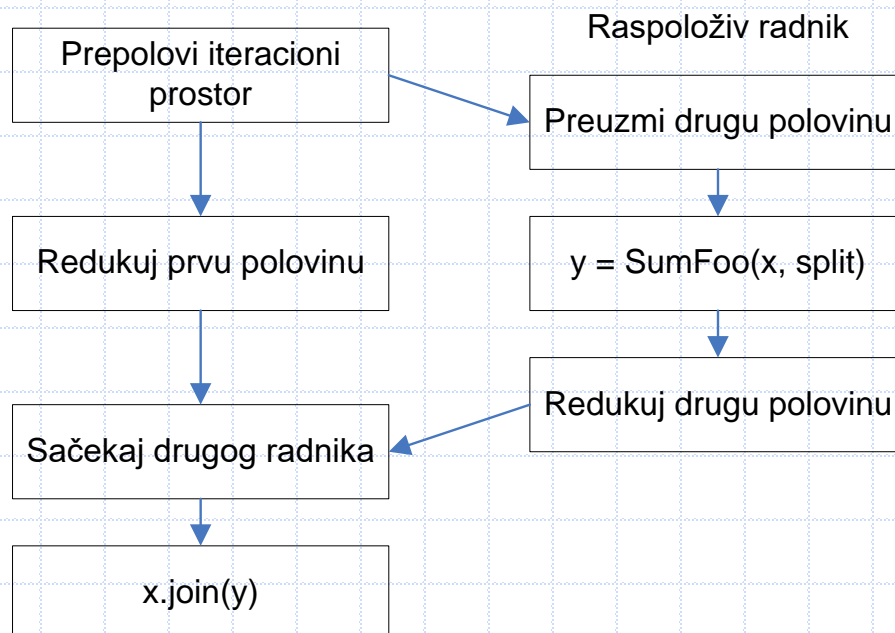 Prepolovi iteracioni
prostor
Raspoloživ radnik
Preuzmi drugu polovinu
Redukuj prvu polovinu
y = SumFoo(x, split)
Redukuj drugu polovinu
Sačekaj drugog radnika
x.join(y)